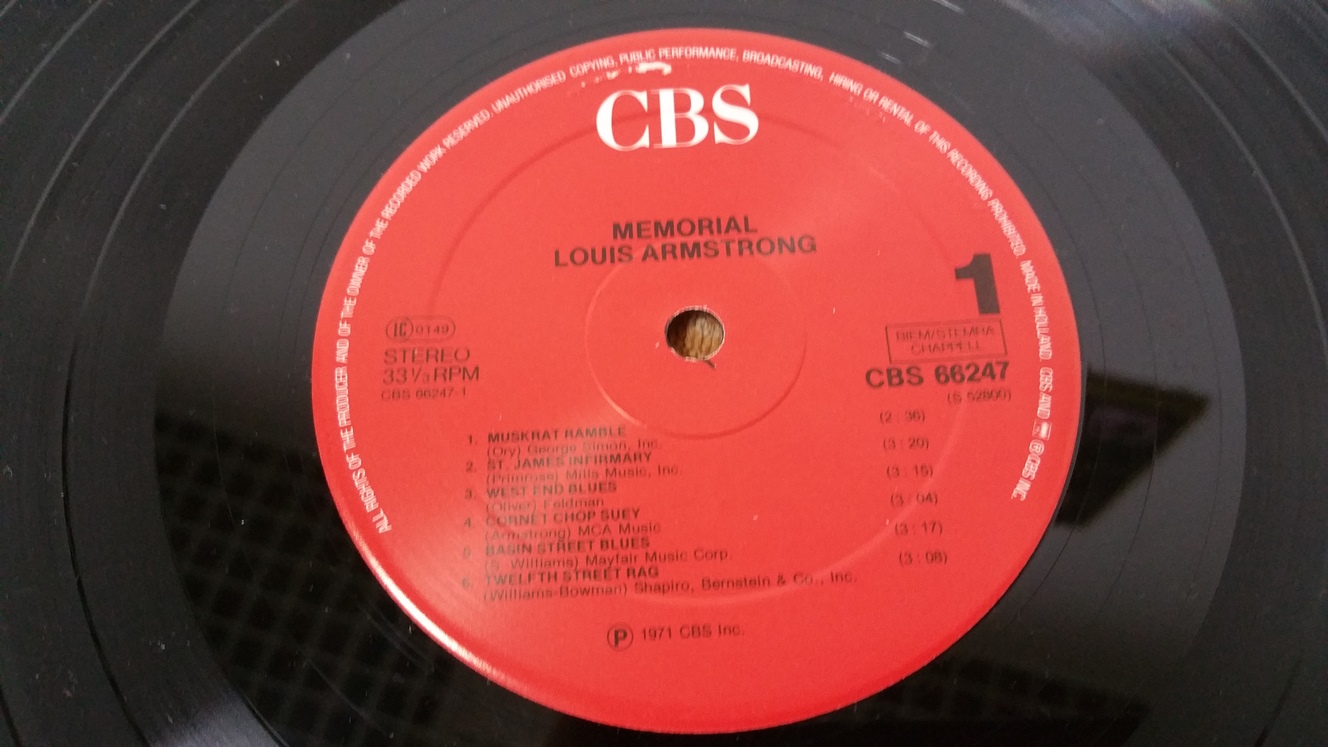 ALL RIGHTS OF THE PRODUCER AND OF THE OWNER OF THE RECORDED WORK RESERVED. UNAUTHORISED COPYING, PUBLIC PERFORMANCE, BROADCASTING, HIRING OR RENTAL OF THIS RECORDING PROHIBITED. MADE IN HOLLAND. CBS AND ℗ © CBS INC
CBS
MEMORIAL
LOUIS ARMSTRONG
1
LC 0149
STEREO
33⅓ RPM
CBS 66247-1
BIEM/STEMRA
CHAPPELL
CBS 66247
(S 52800)
1. MUSKRAT RAMBLE (2:36)
(Ory) George Simon, Inc.
2. ST. JAMES INFIRMARY (3:20)
(Primrose) Mills Music, Inc.
3. WEST END BLUES (3:15)
(Oliver) Feldman
4. CORNET CHOP SUEY (3:04)
(Armstrong) MCA Music
5. BASIN STREET BLUES (3:17)
(S. Williams) Mayfair Music Corp.
6. TWELFTH STREET RAG (3:08)
(Williams-Bowman) Shapiro, Bernstein & Co., Inc.
Ⓟ 1971 CBS Inc.